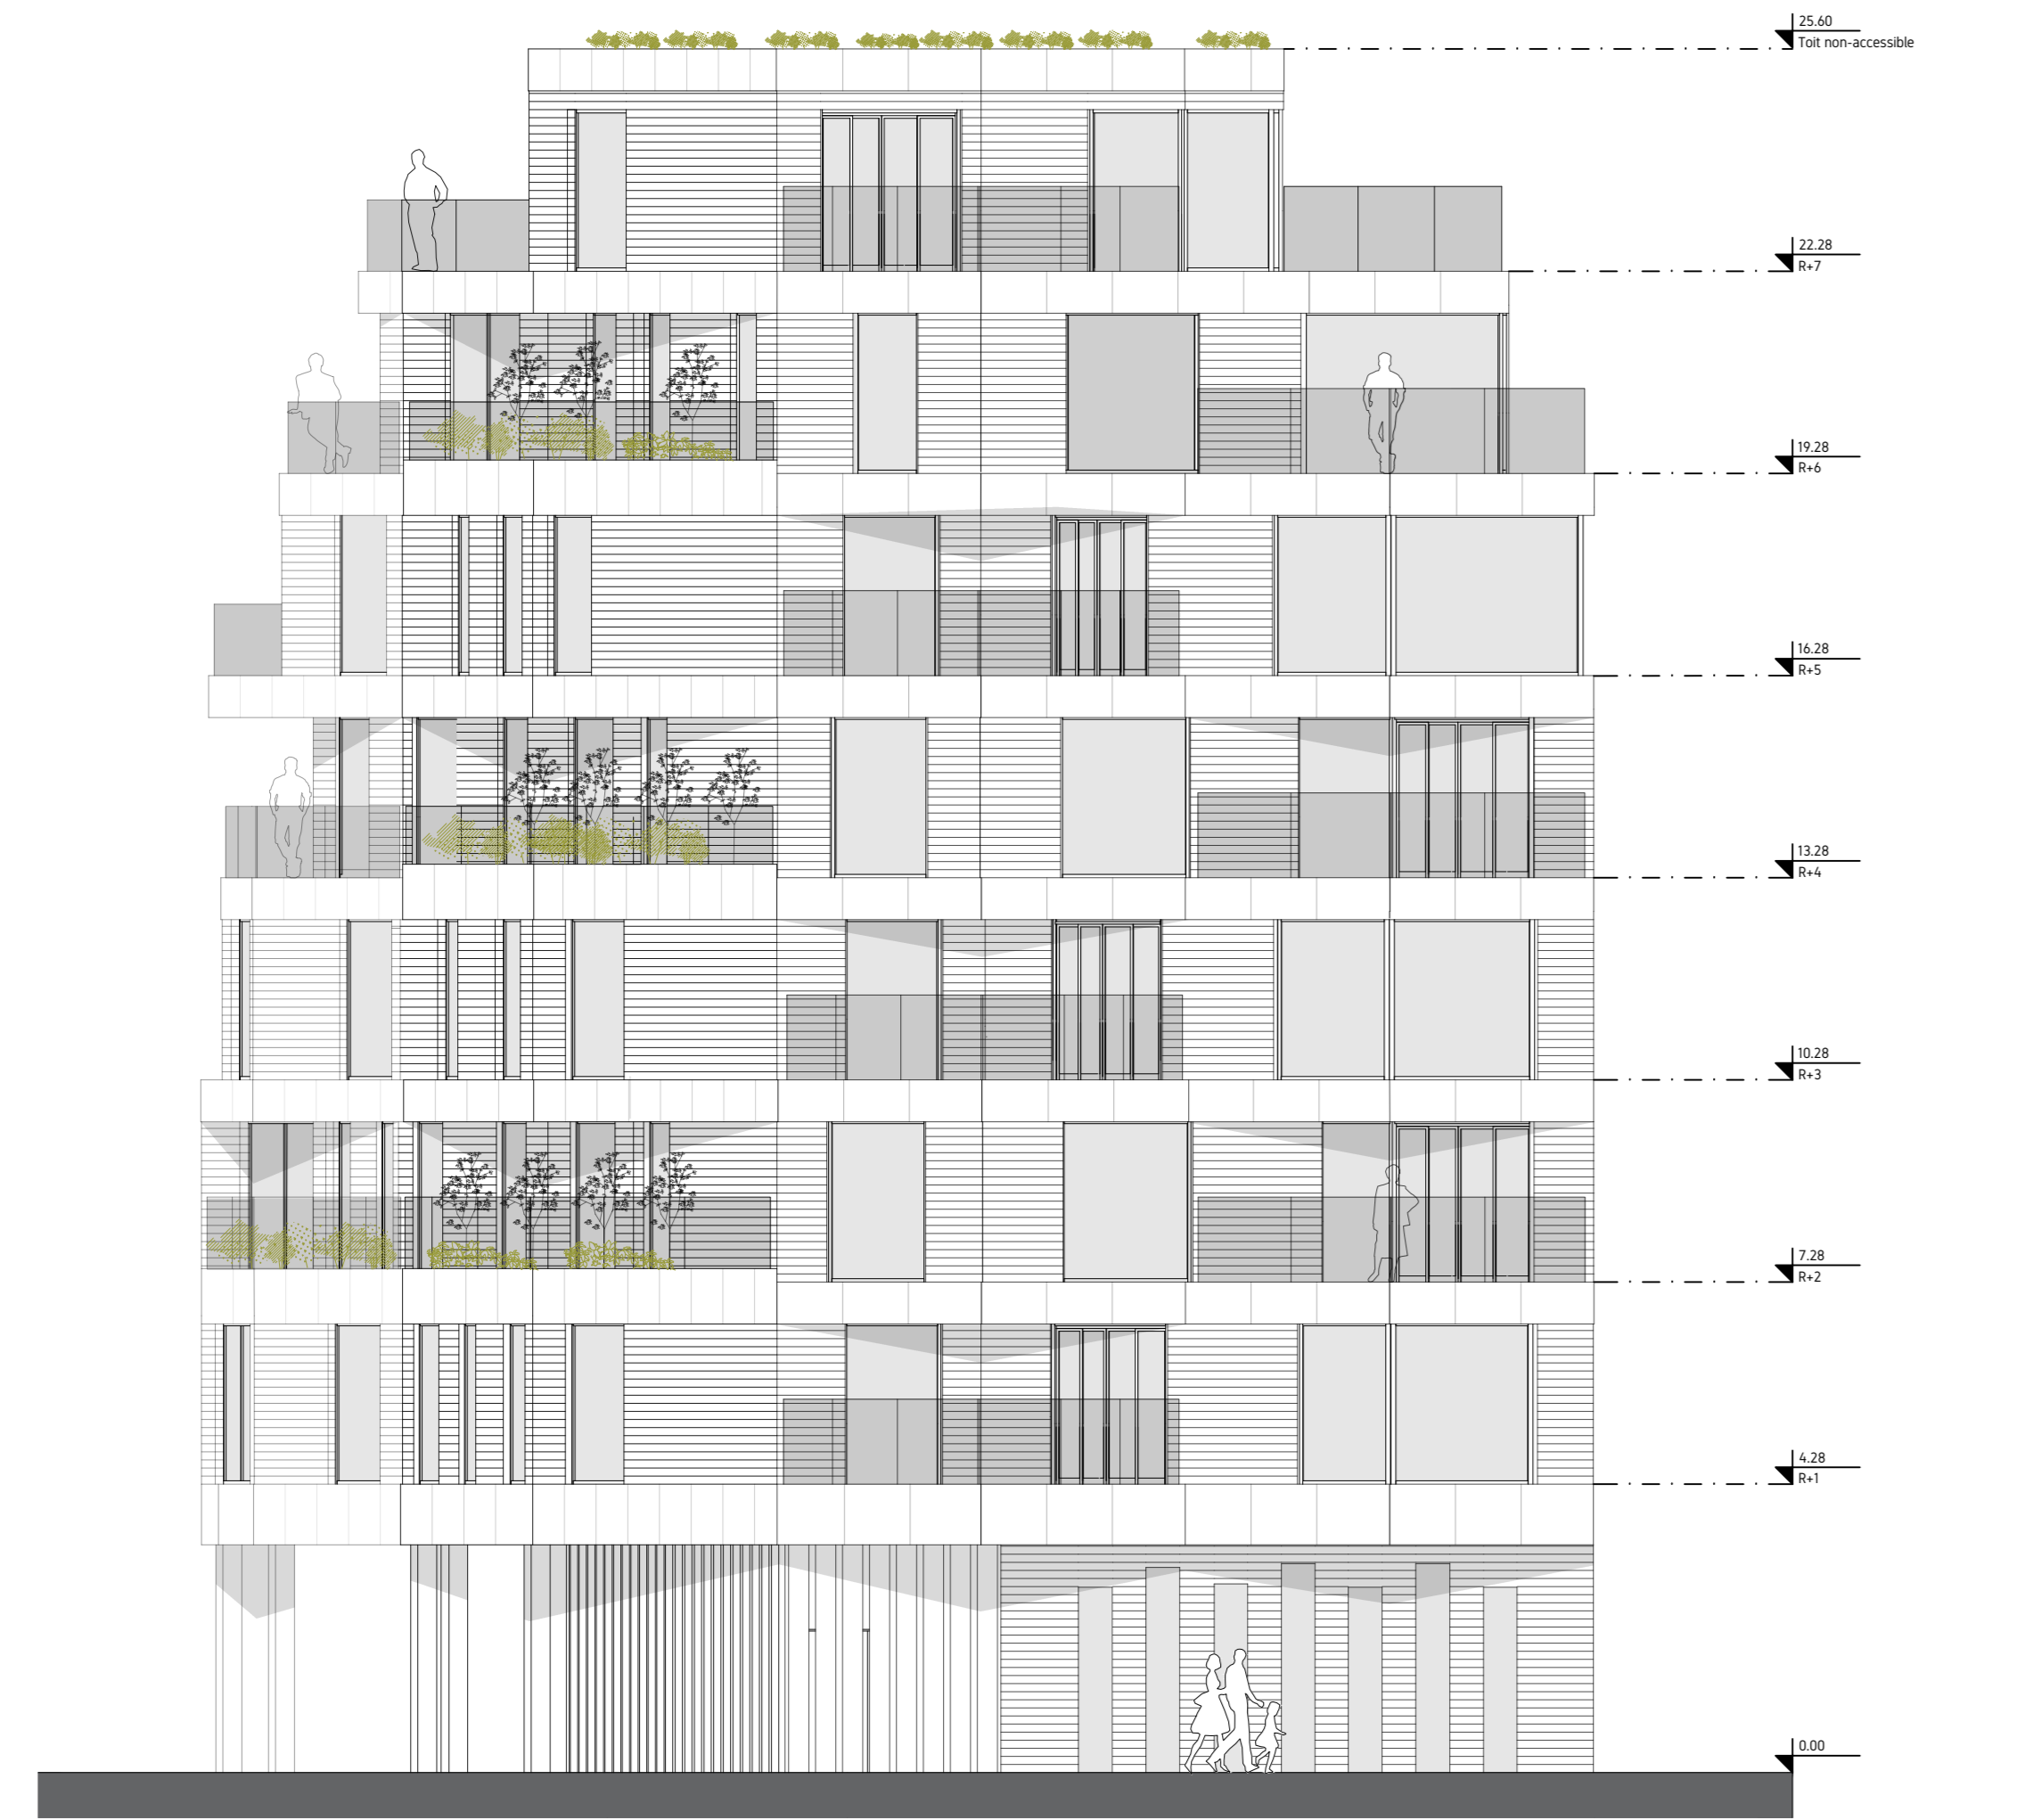 25.60
Toit non-accessible
22.28
R+7
19.28
R+6
16.28
R+5
13.28
R+4
10.28
R+3
7.28
R+2
4.28
R+1
0.00